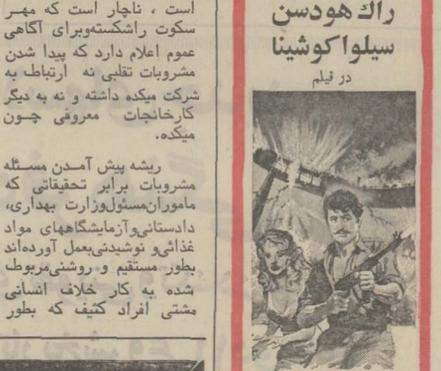 راك هودسن
سیلوا کوشینا
در فیلم
است ، ناچار است که مهر
سکوت راشکسته‌وبرای آگاهی
عموم اعلام دارد که پیدا شدن
مشروبات تقلبی نه ارتباط به
شرکت میکده داشته و نه به دیگر
کارخانجات معروفی چون
میکده.
ریشه پیش آمدن مسئله
مشروبات برابر تحقیقاتی که
ماموران‌مسئول‌وزارت بهداری،
دادستانی‌وآزمایشگاههای مواد
غذائی‌و نوشیدنی‌بعمل آورده‌اند
بطور مستقیم و روشنی‌مربوط
شده به کار خلاف انسانی
مشتی افراد کثیف که بطور